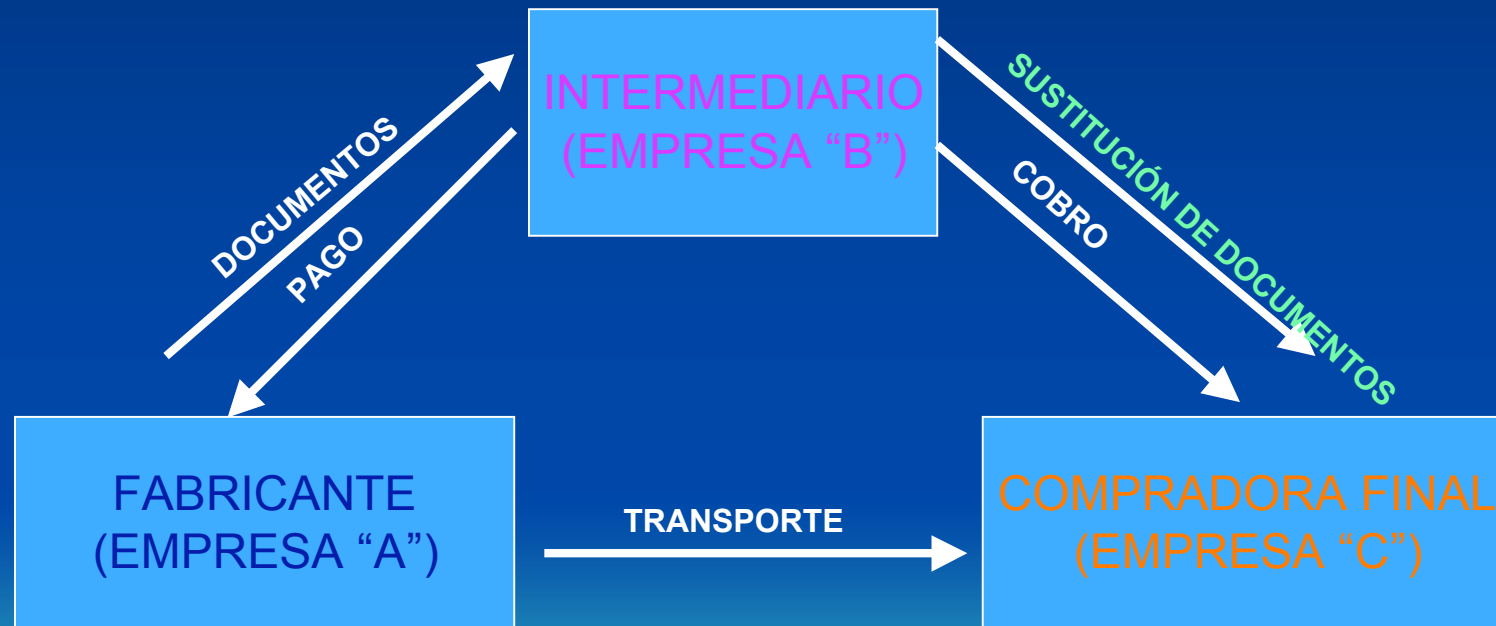 INTERMEDIARIO
(EMPRESA “B”)
DOCUMENTOS
PAGO
SUSTITUCIÓN DE DOCUMENTOS
COBRO
FABRICANTE
(EMPRESA “A”)
TRANSPORTE
COMPRADORA FINAL
(EMPRESA “C”)